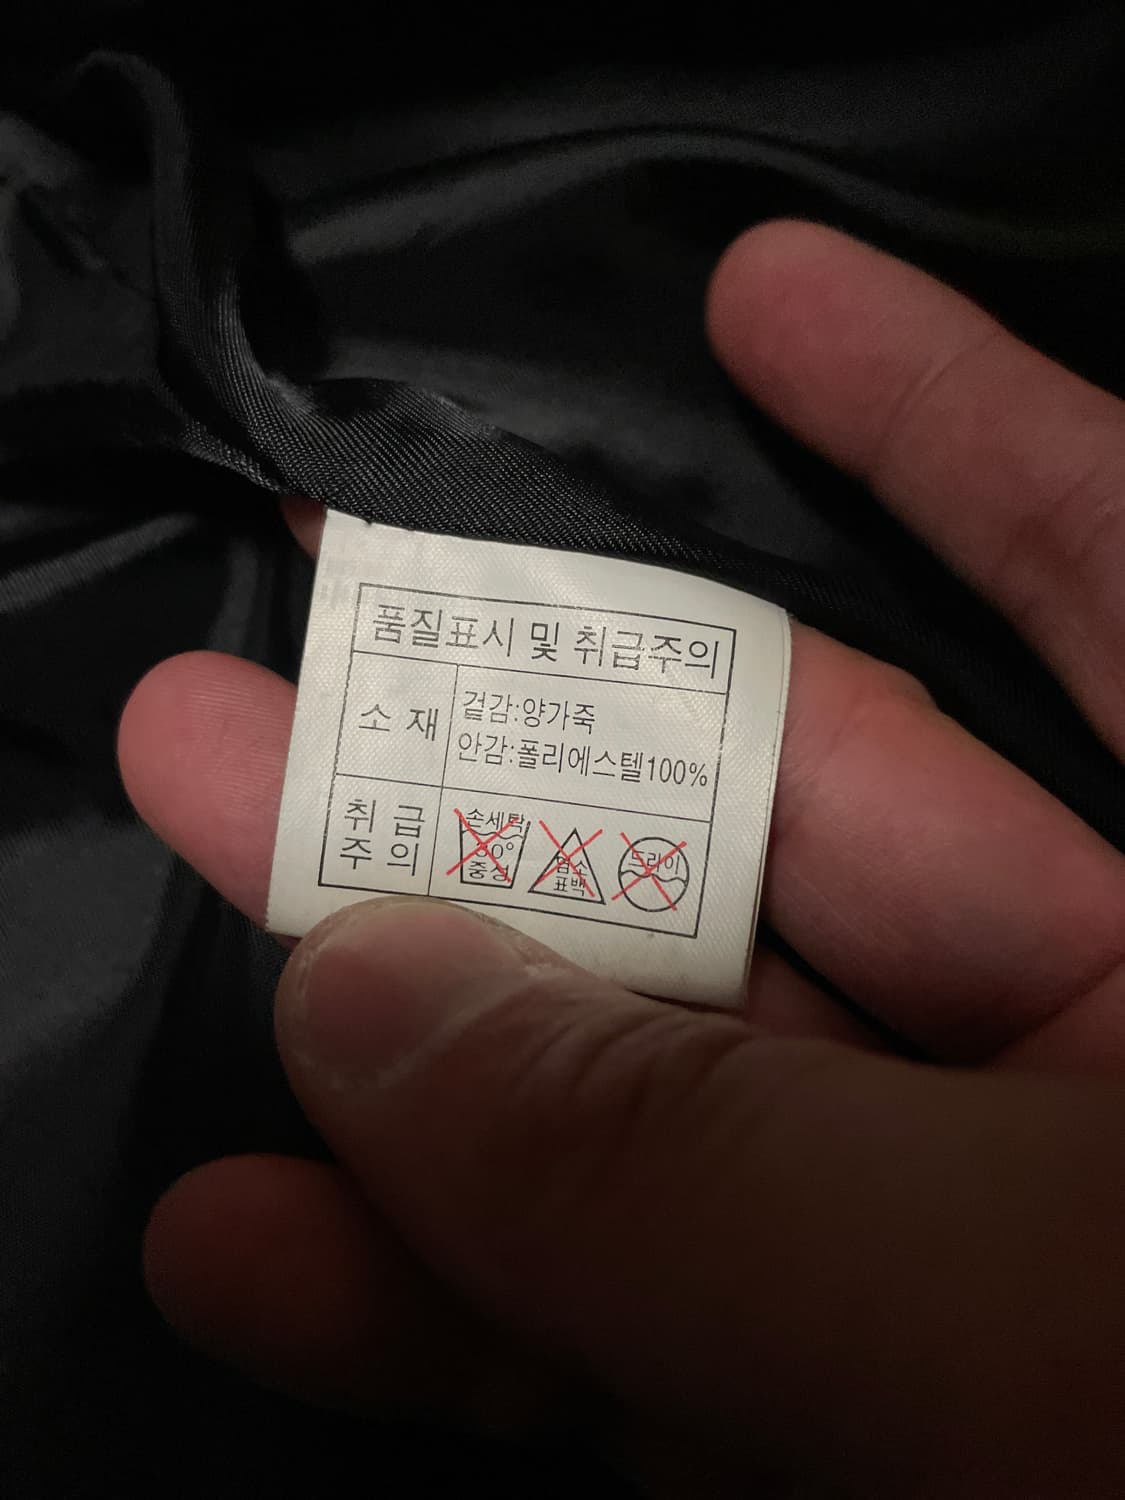 품질표시 및 취급주의
소 재
겉감:양가죽
안감:폴리에스텔100%
취 급
주 의
손세탁
30°
중성
염소
표백
드라이